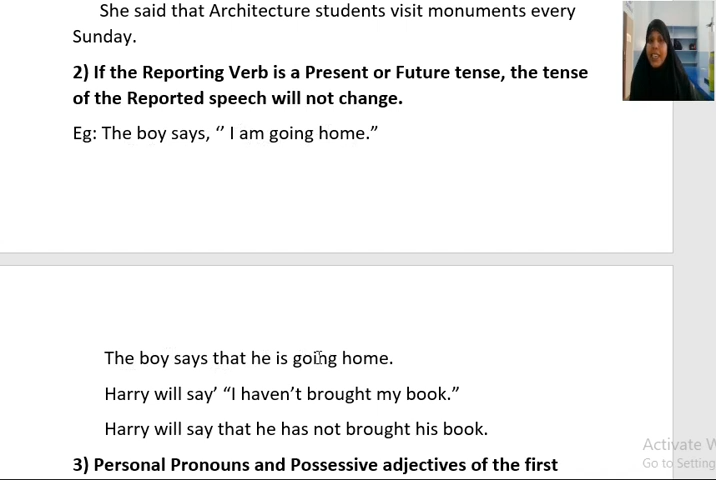 She said that Architecture students visit monuments every
Sunday.
2) If the Reporting Verb is a Present or Future tense, the tense
of the Reported speech will not change.
Eg: The boy says, “ I am going home.”
The boy says that he is going home.
Harry will say’ “I haven’t brought my book.”
Harry will say that he has not brought his book.
3) Personal Pronouns and Possessive adjectives of the first
Activate
Go to Setting